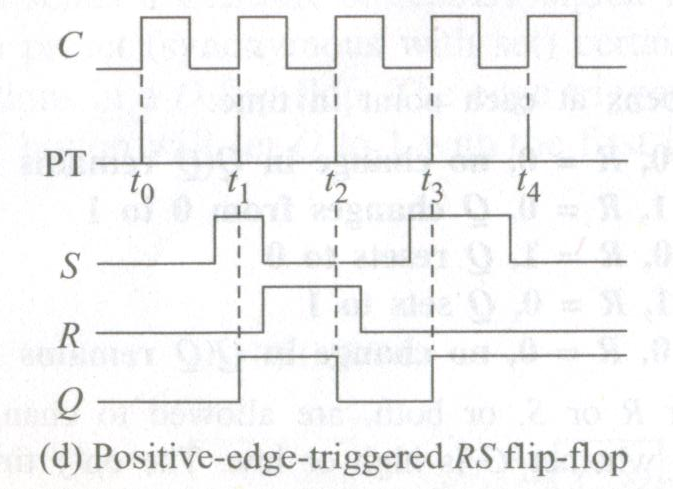 C
PT
t0 t1 t2 t3 t4
S
R
Q
(d) Positive-edge-triggered RS flip-flop